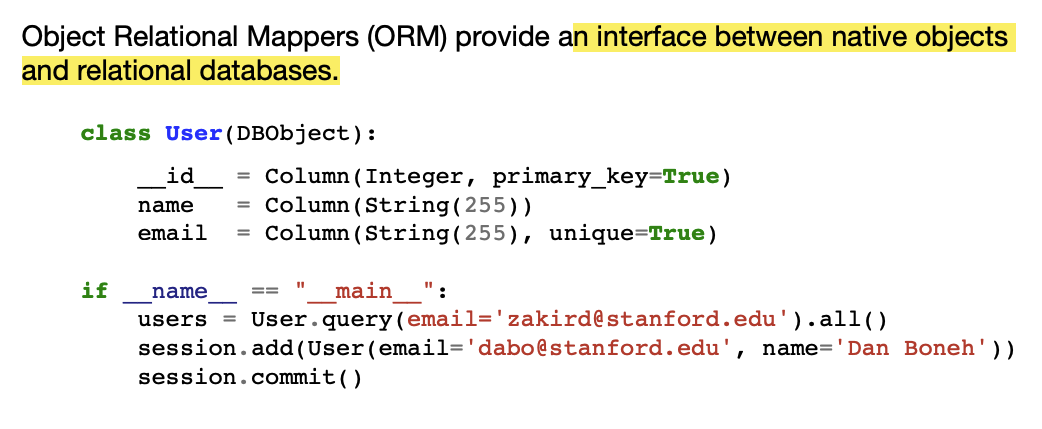 Object Relational Mappers (ORM) provide an interface between native objects
and relational databases.
class User(DBObject):
    __id__ = Column(Integer, primary_key=True)
    name   = Column(String(255))
    email  = Column(String(255), unique=True)
if __name__ == "__main__":
    users = User.query(email='zakird@stanford.edu').all()
    session.add(User(email='dabo@stanford.edu', name='Dan Boneh'))
    session.commit()